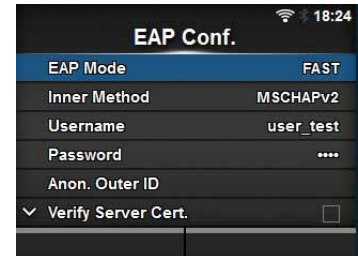 18:24
EAP Conf.
EAP Mode FAST
Inner Method MSCHAPv2
Username user_test
Password ••••
Anon. Outer ID
Verify Server Cert.